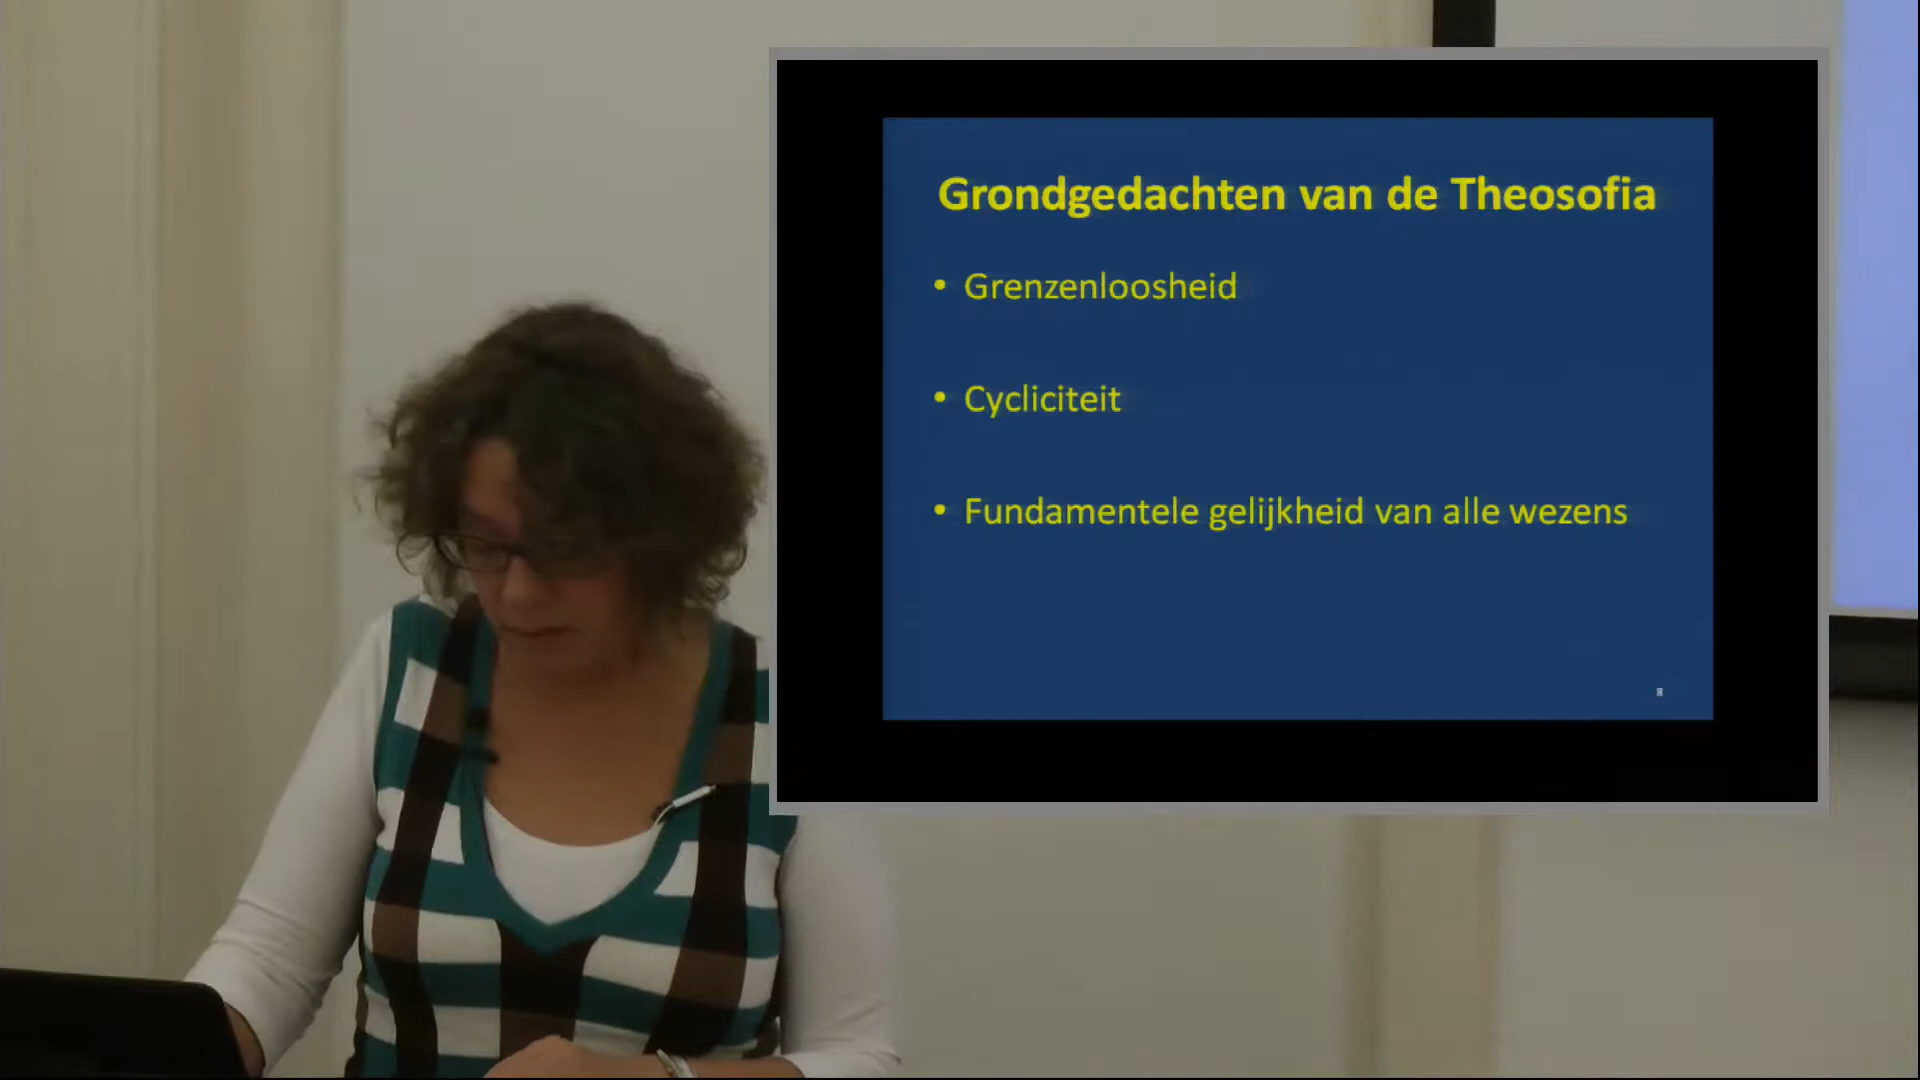 Grondgedachten van de Theosofia
• Grenzenloosheid
• Cycliciteit
• Fundamentele gelijkheid van alle wezens